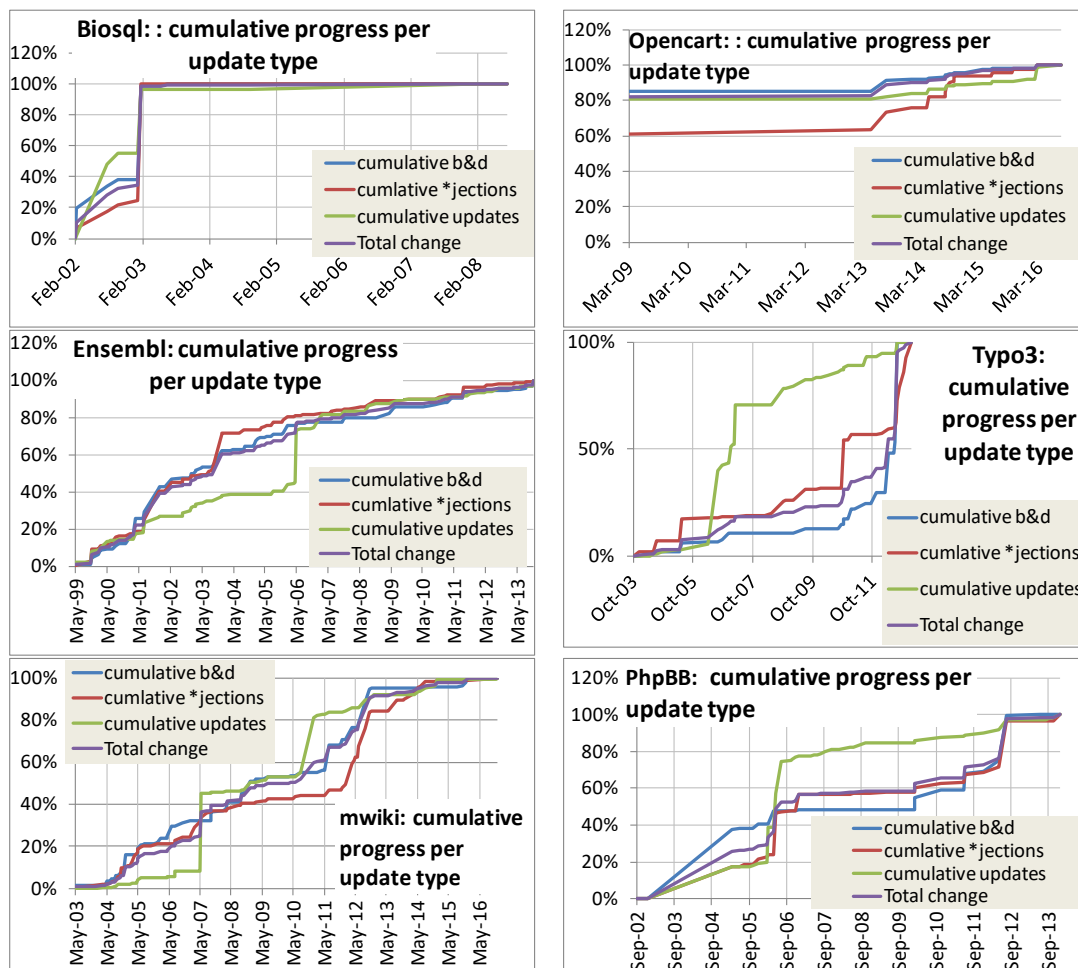 Biosql: : cumulative progress per
update type
120%
100%
80%
60%
40%
20%
0%
cumulative b&d
cumlative *jections
cumulative updates
Total change
Feb-02
Feb-03
Feb-04
Feb-05
Feb-06
Feb-07
Feb-08
Opencart: : cumulative progress per
update type
120%
100%
80%
60%
40%
20%
0%
cumulative b&d
cumlative *jections
cumulative updates
Total change
Mar-09
Mar-10
Mar-11
Mar-12
Mar-13
Mar-14
Mar-15
Mar-16
Ensembl: cumulative progress
per update type
120%
100%
80%
60%
40%
20%
0%
cumulative b&d
cumlative *jections
cumulative updates
Total change
May-99
May-00
May-01
May-02
May-03
May-04
May-05
May-06
May-07
May-08
May-09
May-10
May-11
May-12
May-13
Typo3:
cumulative
progress per
update type
100%
50%
0%
cumulative b&d
cumlative *jections
cumulative updates
Total change
Oct-03
Oct-05
Oct-07
Oct-09
Oct-11
cumulative b&d
cumlative *jections
cumulative updates
Total change
100%
80%
60%
40%
20%
0%
mwiki: cumulative
progress per
update type
May-03
May-04
May-05
May-06
May-07
May-08
May-09
May-10
May-11
May-12
May-13
May-14
May-15
May-16
PhpBB: cumulative progress per
update type
120%
100%
80%
60%
40%
20%
0%
cumulative b&d
cumlative *jections
cumulative updates
Total change
Sep-02
Sep-03
Sep-04
Sep-05
Sep-06
Sep-07
Sep-08
Sep-09
Sep-10
Sep-11
Sep-12
Sep-13